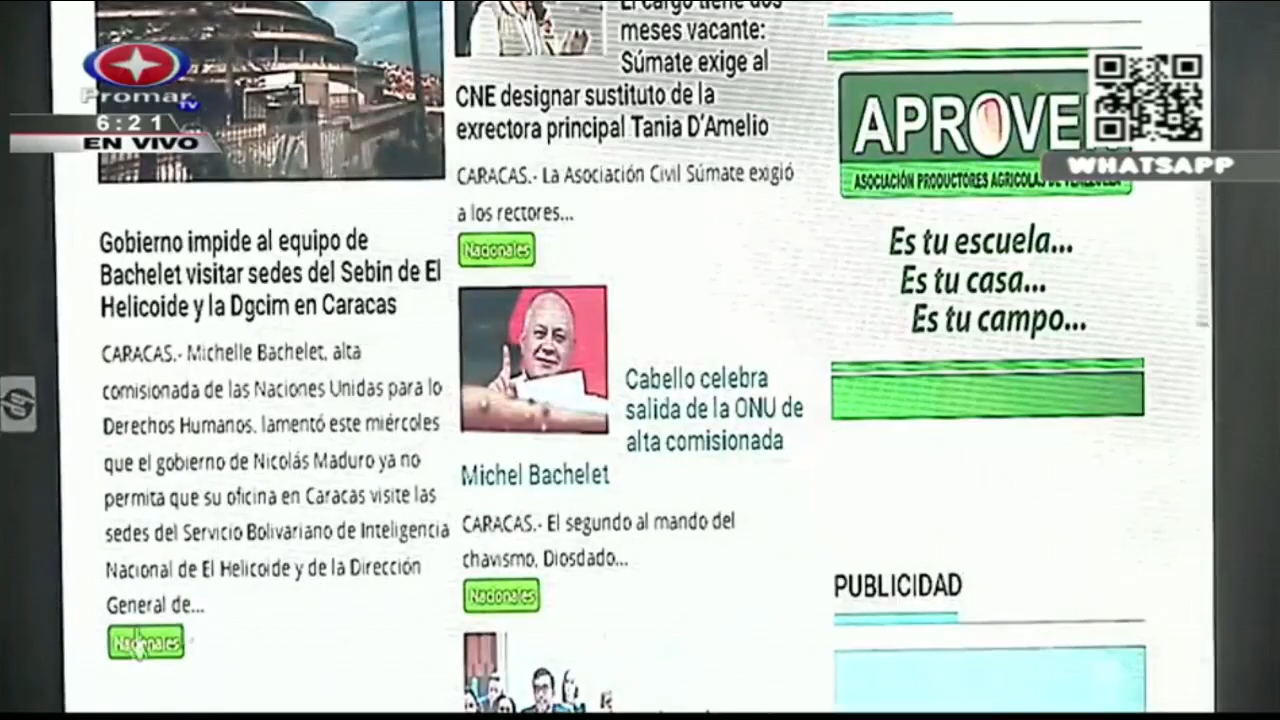 Promar
TV
6:21
EN VIVO
Gobierno impide al equipo de
Bachelet visitar sedes del Sebin de El
Helicoide y la Dgcim en Caracas
CARACAS.- Michelle Bachelet, alta
comisionada de las Naciones Unidas para lo
Derechos Humanos, lamentó este miércoles
que el gobierno de Nicolás Maduro ya no
permita que su oficina en Caracas visite las
sedes del Servicio Bolivariano de Inteligencia
Nacional de El Helicoide y de la Dirección
General de...
Nacionales
El cargo tiene dos
meses vacante:
Súmate exige al
CNE designar sustituto de la
exrectora principal Tania D'Amelio
CARACAS.- La Asociación Civil Súmate exigió
a los rectores...
Nacionales
Cabello celebra
salida de la ONU de
alta comisionada
Michel Bachelet
CARACAS.- El segundo al mando del
chavismo, Diosdado...
Nacionales
APROVE
ASOCIACIÓN PRODUCTORES AGRICOLAS DE VENEZUELA
WHATSAPP
Es tu escuela...
Es tu casa...
Es tu campo...
PUBLICIDAD